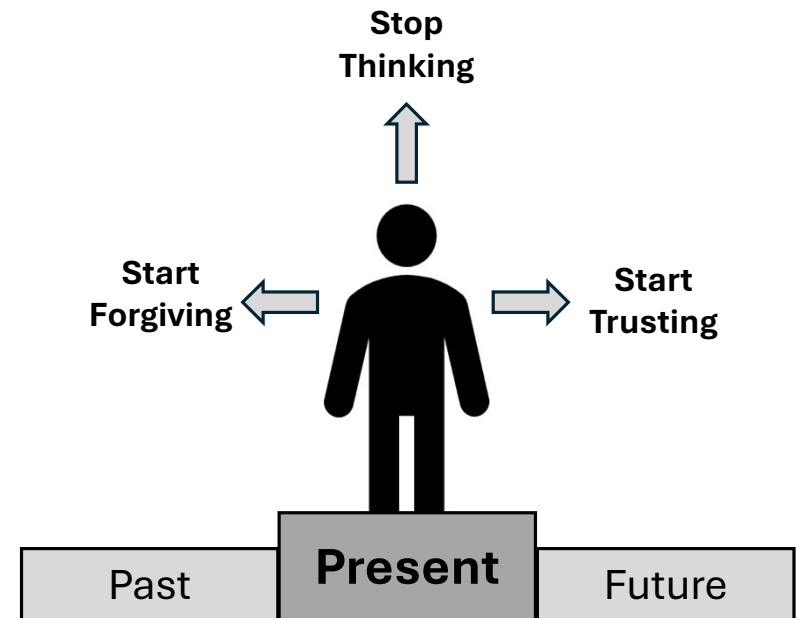 Stop
Thinking
Start
Forgiving
Start
Trusting
Past
Present
Future